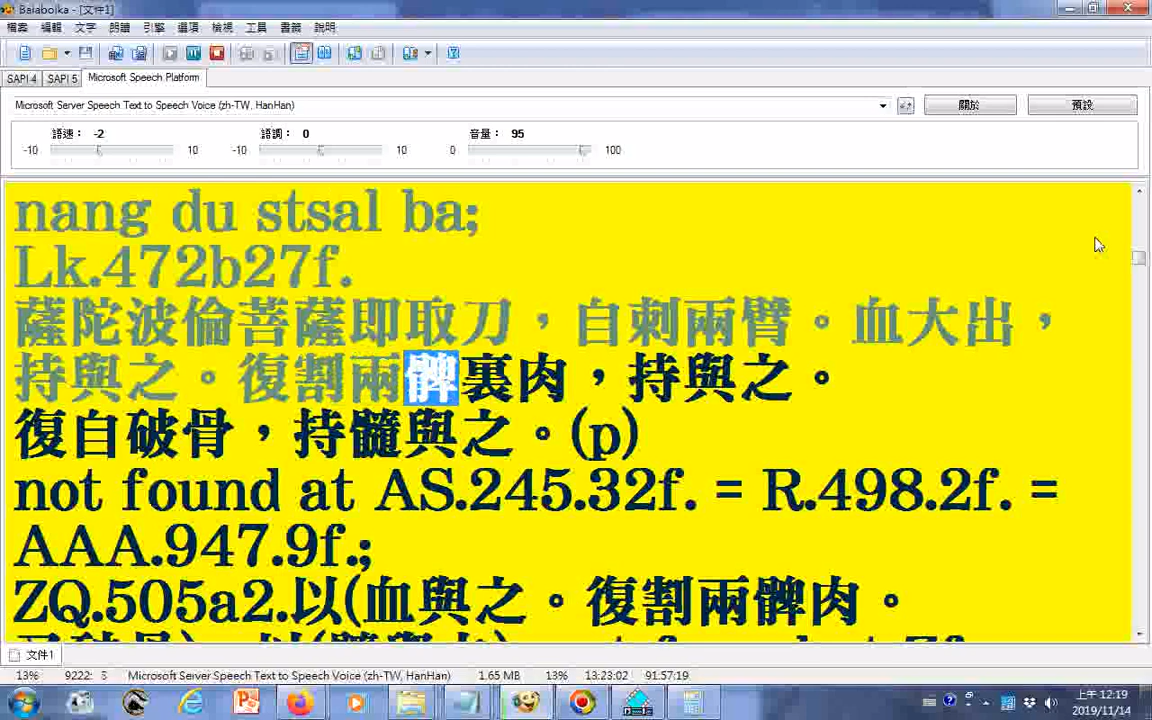 Balabolka - [文件1]
檔案 編輯 文字 朗讀 引擎 選項 檢視 工具 書籤 說明
SAPI 4 SAPI 5 Microsoft Speech Platform
Microsoft Server Speech Text to Speech Voice (zh-TW, HanHan) 關於 預設
語速： -2 語調： 0 音量： 95
-10 10 -10 10 0 100
nang du stsal ba;
Lk.472b27f.
薩陀波倫菩薩即取刀，自刺兩臂。血大出，
持與之。復割兩髀裏肉，持與之。
復自破骨，持髓與之。(p)
not found at AS.245.32f. = R.498.2f. =
AAA.947.9f.;
ZQ.505a2.以(血與之。復割兩髀肉。
文件1
13% 9222: Microsoft Server Speech Text to Speech Voice (zh-TW, HanHan) 1.65 MB 13% 13:23:02 91:57:19
上午 12:19
2019/11/14